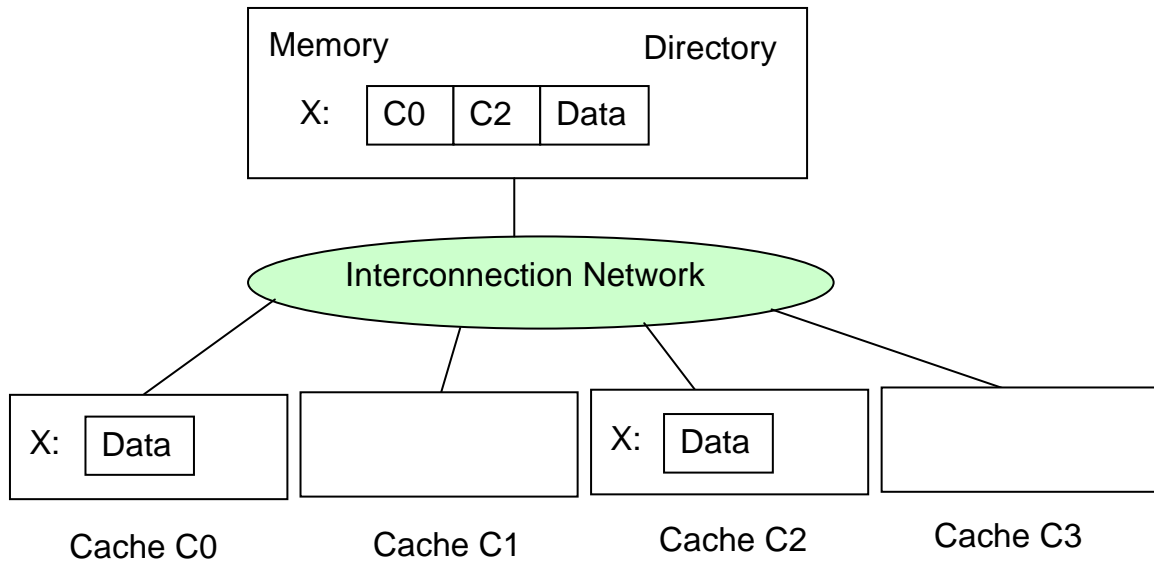 Memory Directory
X: C0 C2 Data
Interconnection Network
X: Data X: Data
Cache C0 Cache C1 Cache C2 Cache C3